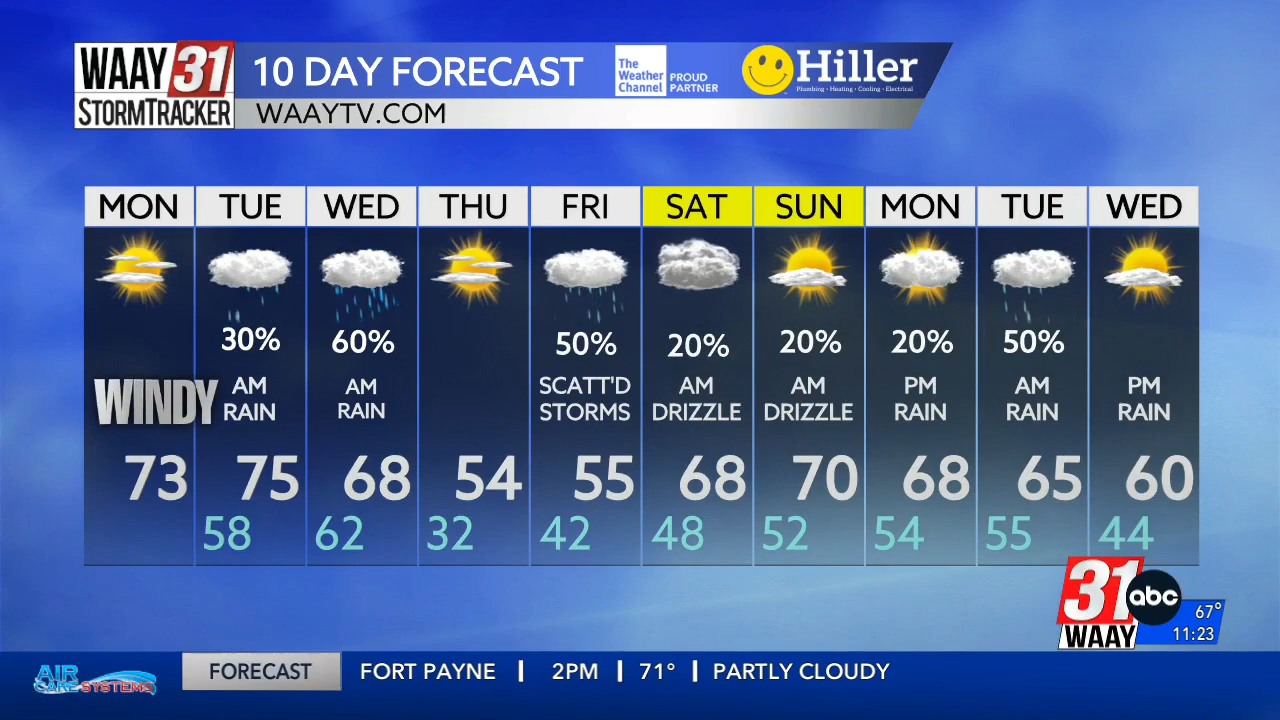 WAAY 31
STORMTRACKER
10 DAY FORECAST
WAAYTV.COM
The
Weather
Channel
PROUD
PARTNER
Hiller
Plumbing • Heating • Cooling • Electrical
MON TUE WED THU FRI SAT SUN MON TUE WED
30% 60% 50% 20% 20% 20% 50%
WINDY
AM RAIN
AM RAIN
SCATT'D STORMS
AM DRIZZLE
AM DRIZZLE
PM RAIN
AM RAIN
PM RAIN
73 75 68 54 55 68 70 68 65 60
58 62 32 42 48 52 54 55 44
31
WAAY
abc
67°
11:23
AIR
CARE SYSTEMS
FORECAST FORT PAYNE | 2PM | 71° | PARTLY CLOUDY